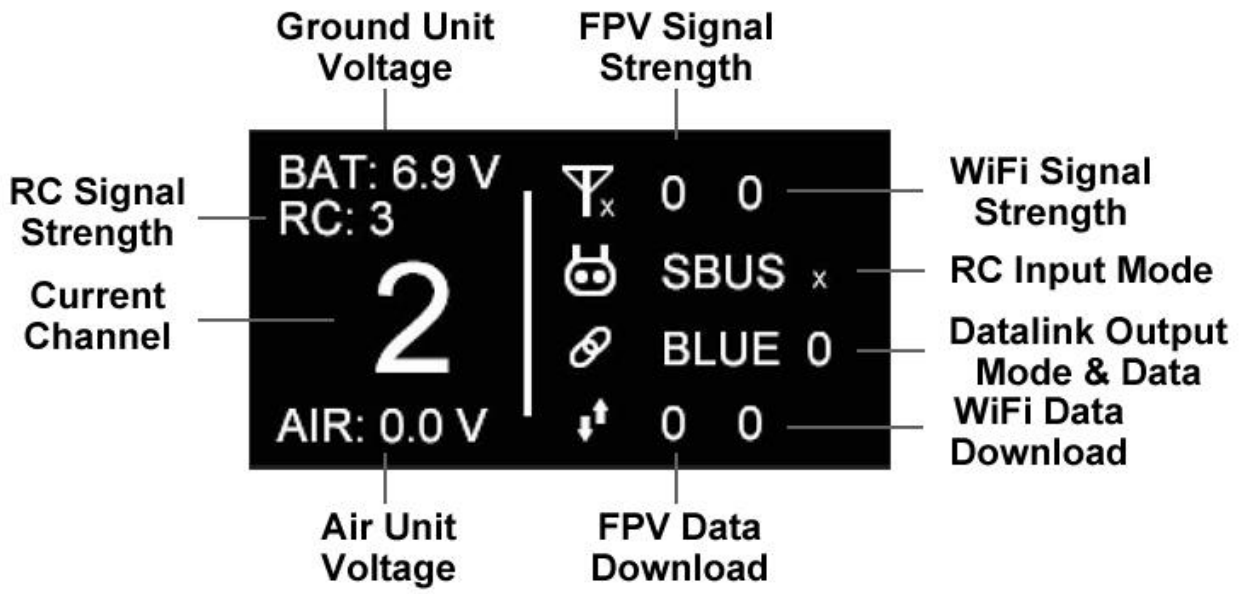 Ground Unit
Voltage
FPV Signal
Strength
RC Signal
Strength
Current
Channel
BAT: 6.9 V
RC: 3
2
AIR: 0.0 V
x 0 0
SBUS x
BLUE 0
0 0
WiFi Signal
Strength
RC Input Mode
Datalink Output
Mode & Data
WiFi Data
Download
Air Unit
Voltage
FPV Data
Download